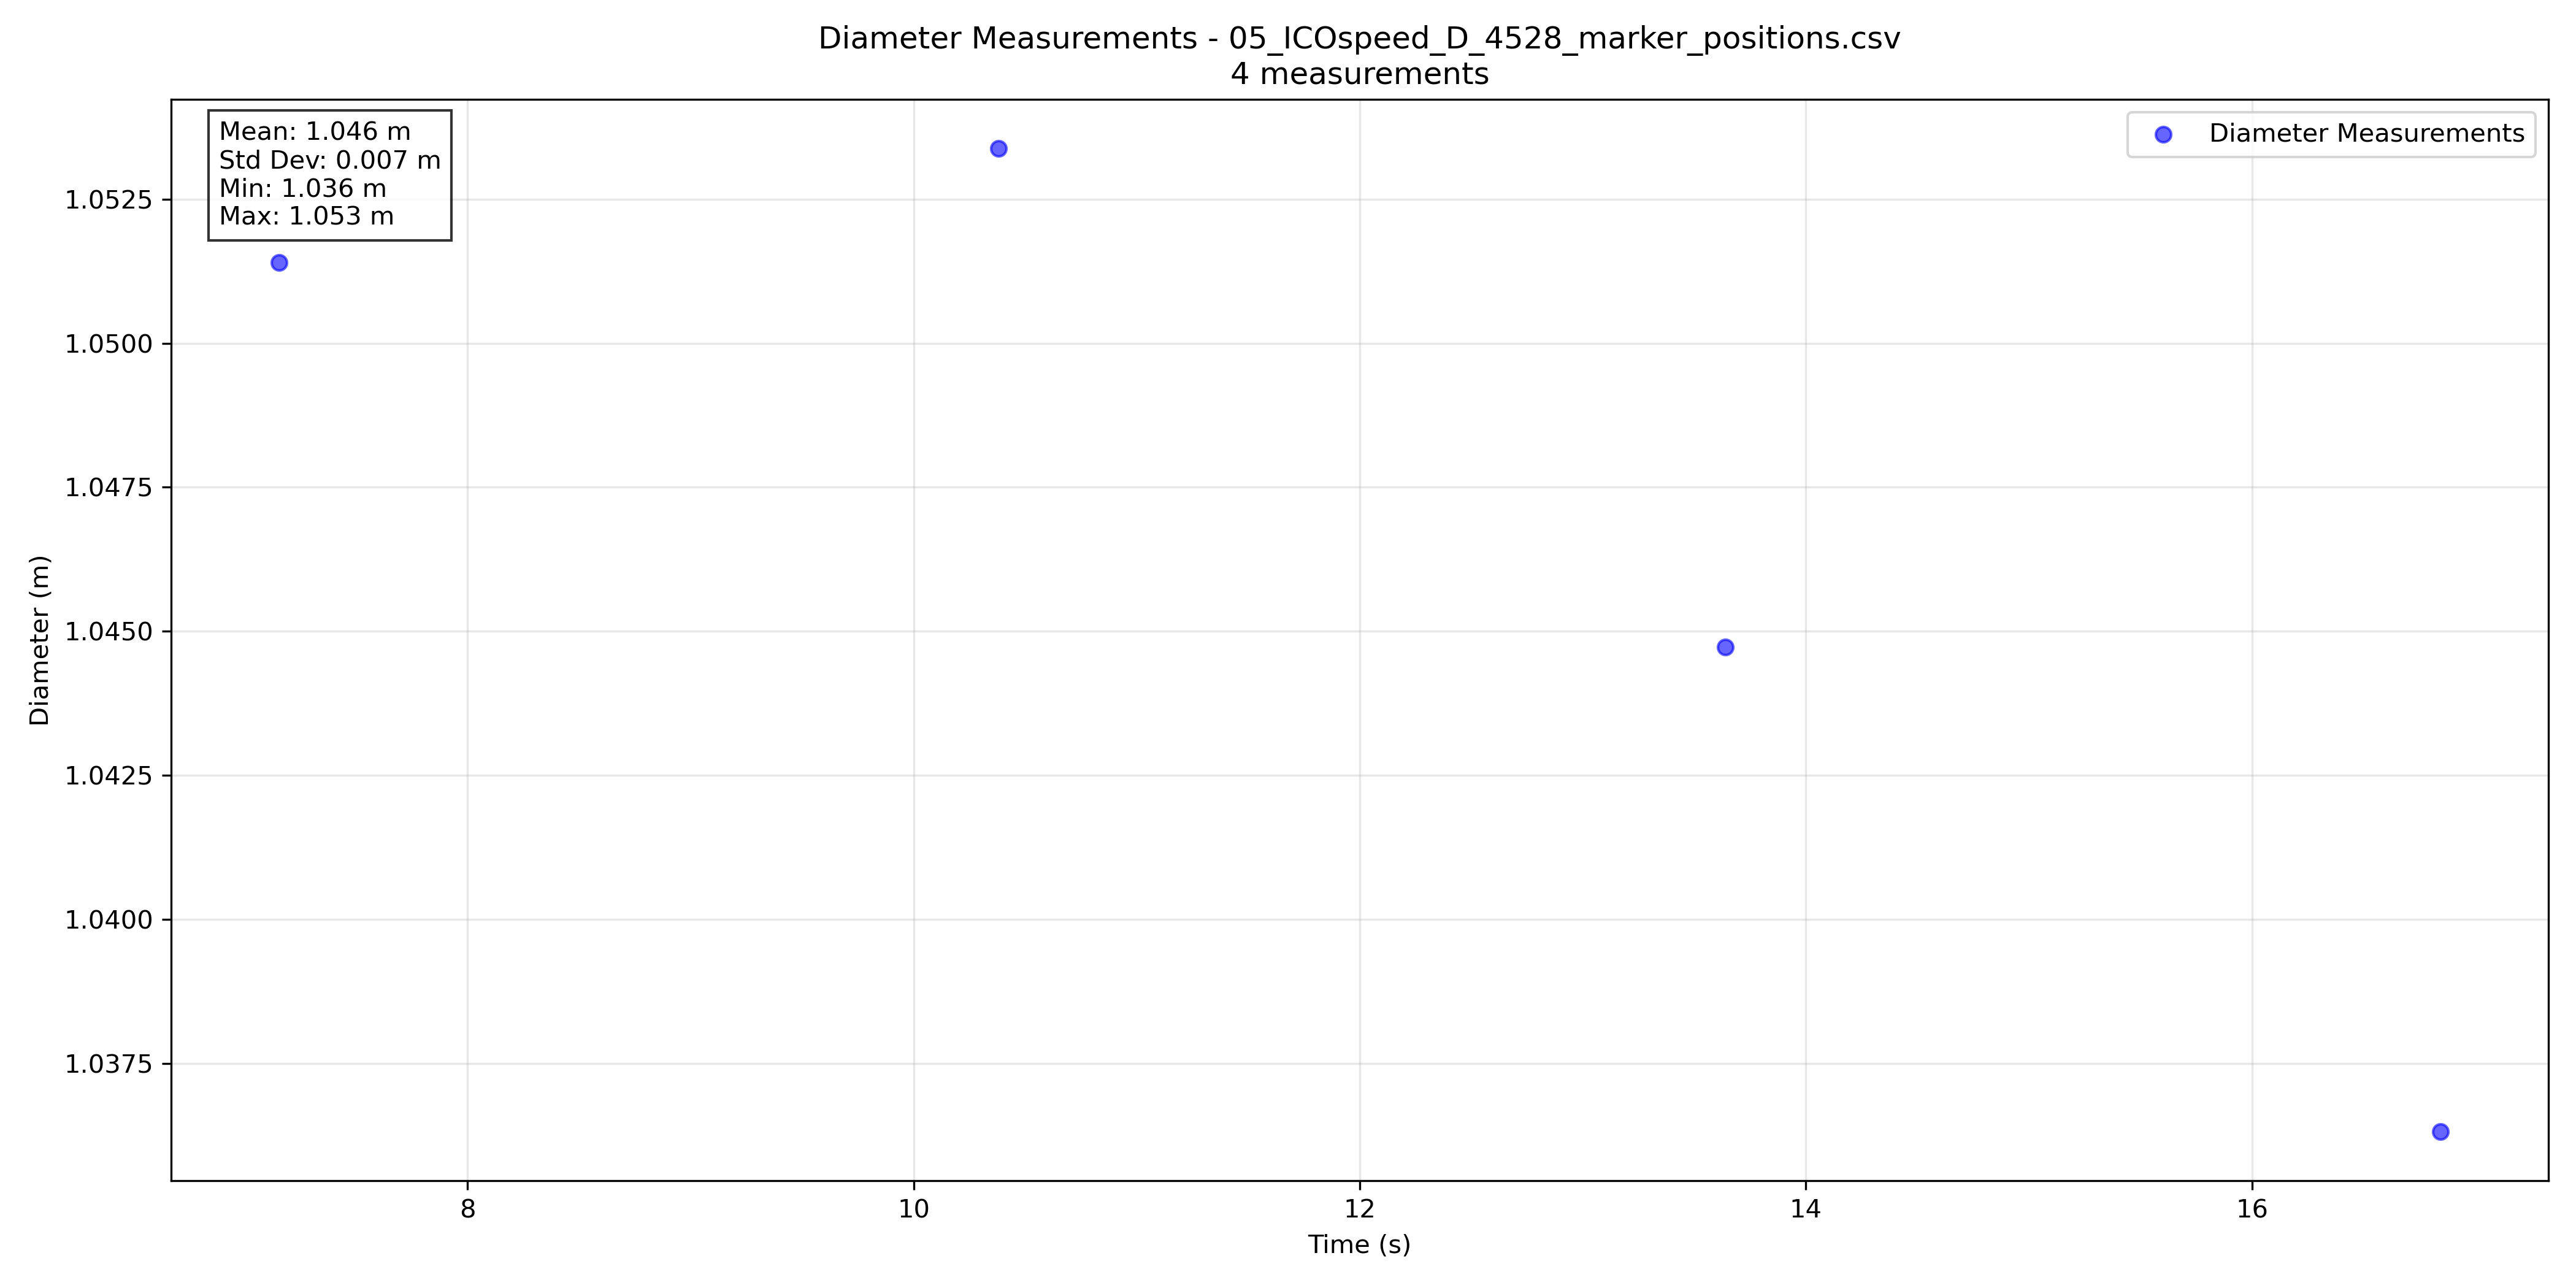 Diameter Measurements - 05_ICOspeed_D_4528_marker_positions.csv
4 measurements
Mean: 1.046 m
Std Dev: 0.007 m
Min: 1.036 m
Max: 1.053 m
Diameter Measurements
1.0525
1.0500
1.0475
1.0450
1.0425
1.0400
1.0375
Diameter (m)
8
10
12
14
16
Time (s)